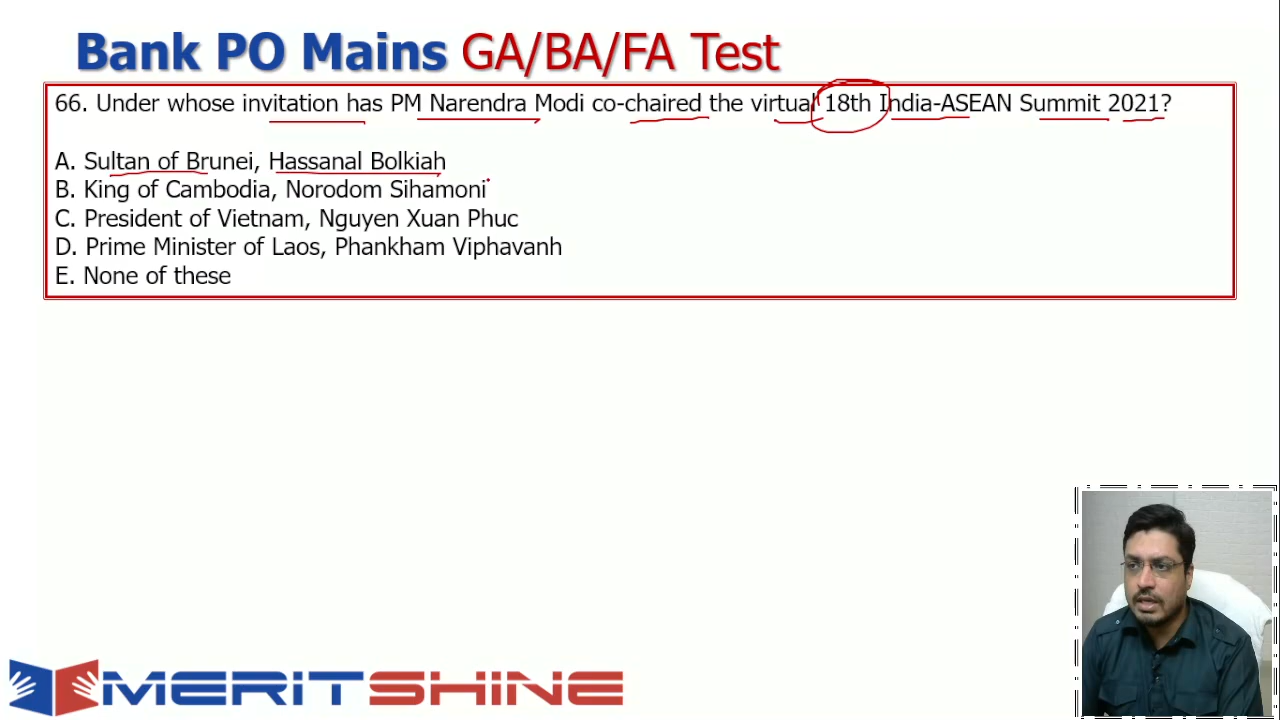 Bank PO Mains GA/BA/FA Test
66. Under whose invitation has PM Narendra Modi co-chaired the virtual 18th India-ASEAN Summit 2021?
A. Sultan of Brunei, Hassanal Bolkiah
B. King of Cambodia, Norodom Sihamoni
C. President of Vietnam, Nguyen Xuan Phuc
D. Prime Minister of Laos, Phankham Viphavanh
E. None of these
MERITSHINE